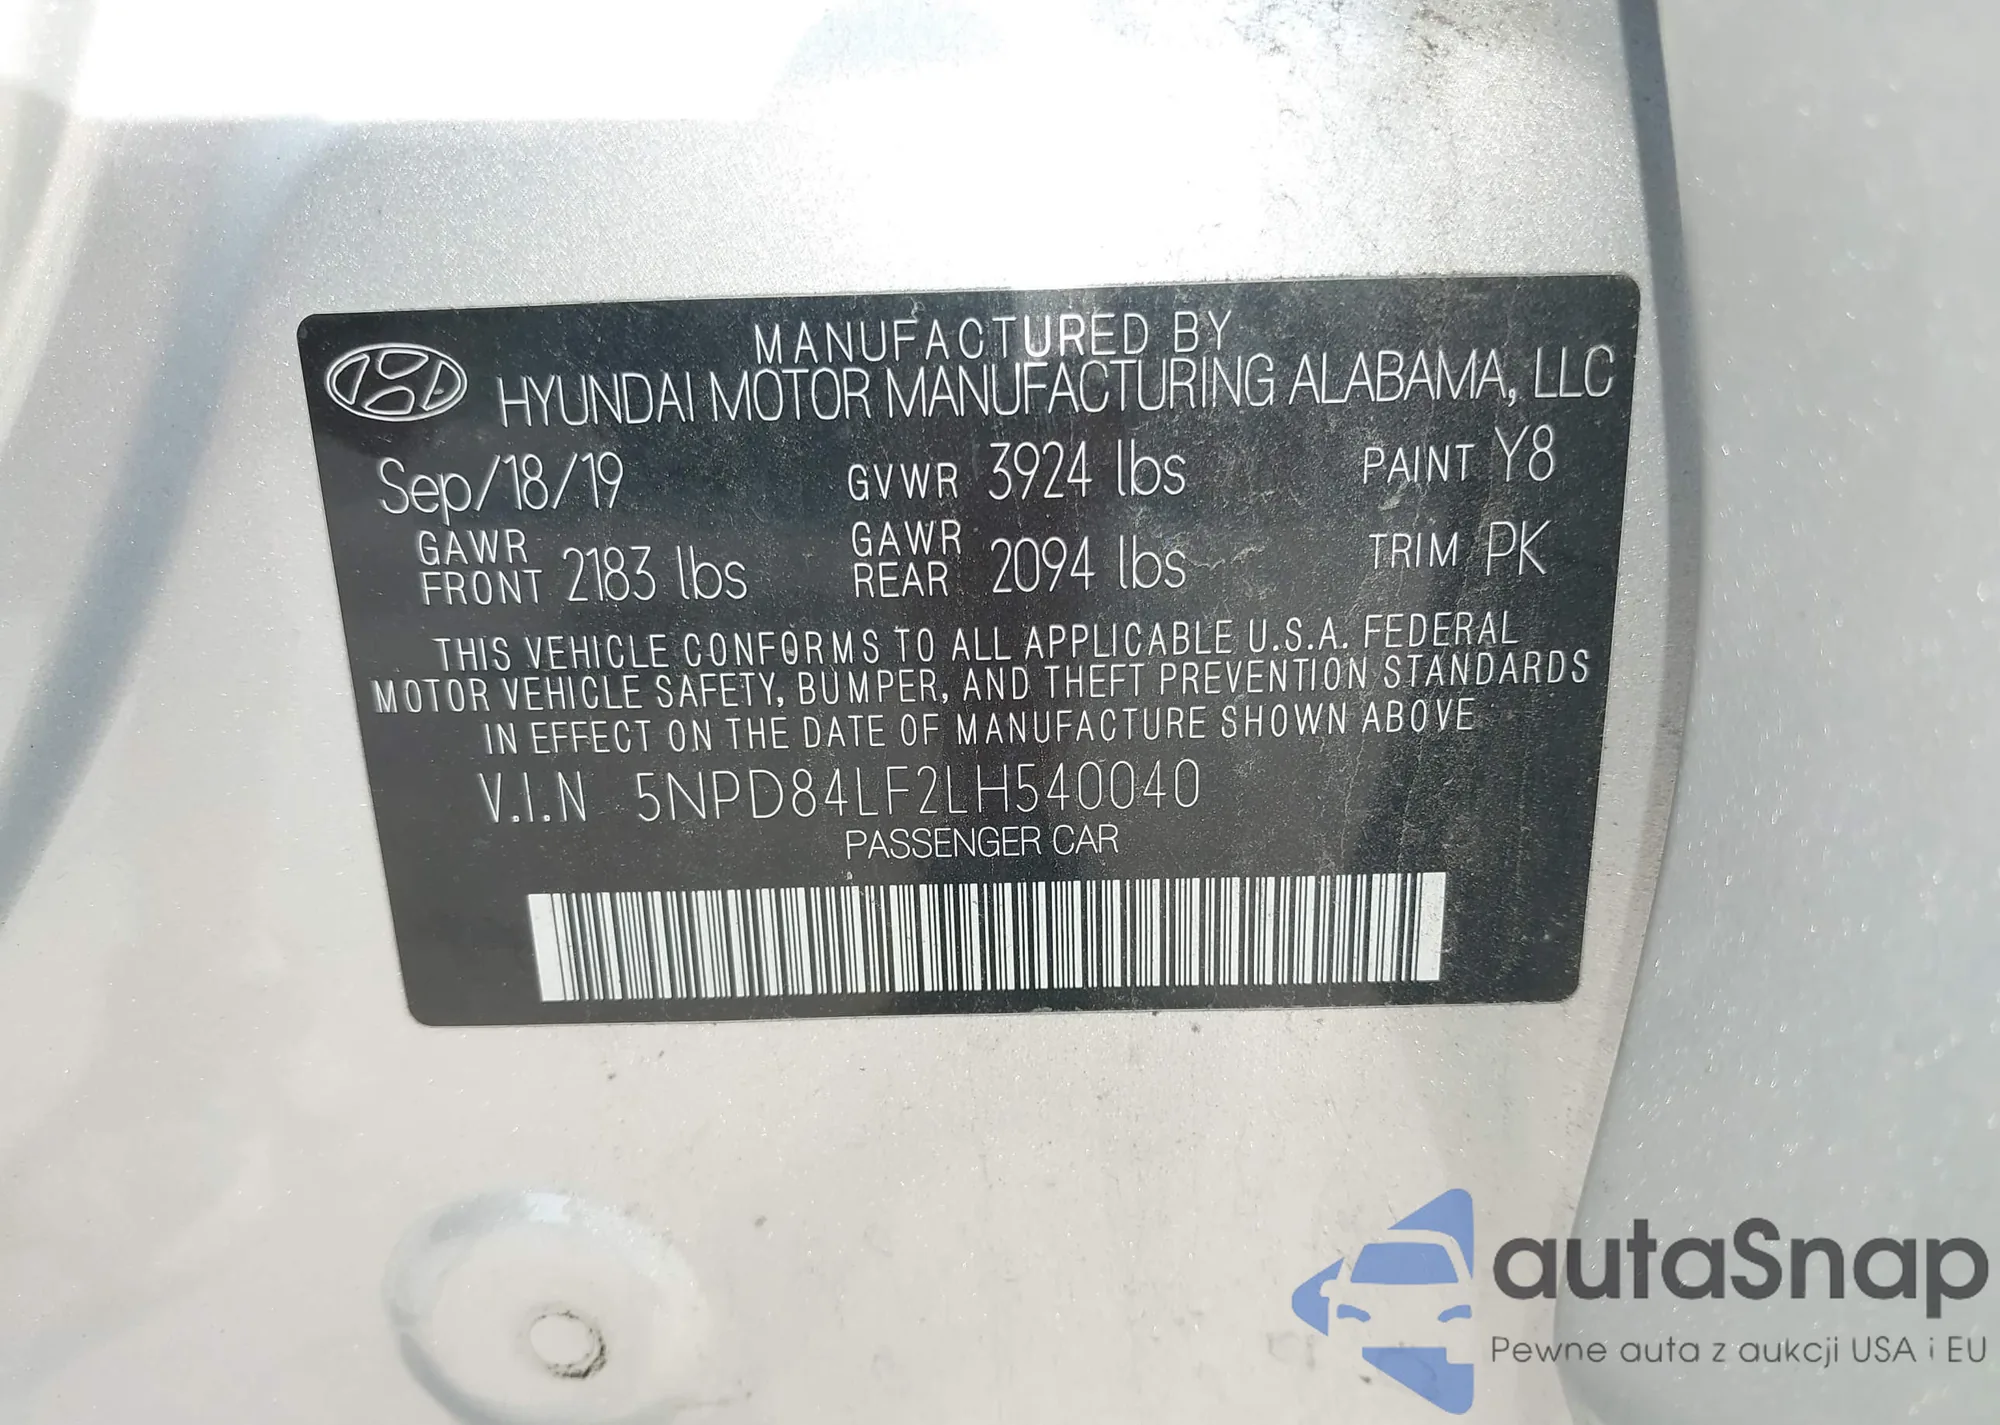 MANUFACTURED BY
HYUNDAI MOTOR MANUFACTURING ALABAMA, LLC
Sep/18/19 GVWR 3924 lbs PAINT Y8
GAWR FRONT 2183 lbs GAWR REAR 2094 lbs TRIM PK
THIS VEHICLE CONFORMS TO ALL APPLICABLE U.S.A. FEDERAL
MOTOR VEHICLE SAFETY, BUMPER, AND THEFT PREVENTION STANDARDS
IN EFFECT ON THE DATE OF MANUFACTURE SHOWN ABOVE
V.I.N 5NPD84LF2LH540040
PASSENGER CAR
autaSnap
Pewne auta z aukcji USA i EU